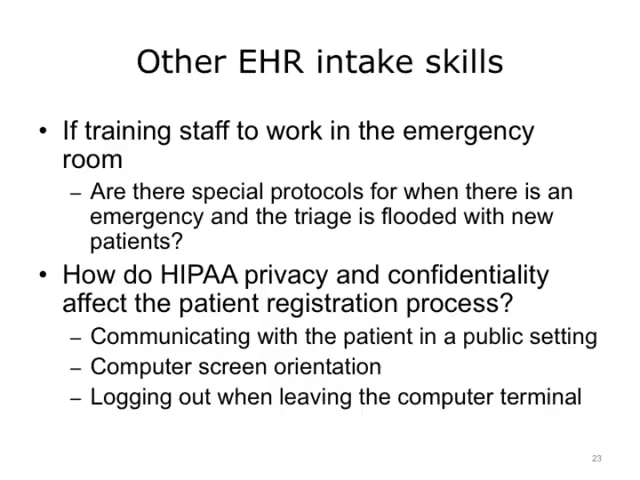 Other EHR intake skills
• If training staff to work in the emergency
room
– Are there special protocols for when there is an
emergency and the triage is flooded with new
patients?
• How do HIPAA privacy and confidentiality
affect the patient registration process?
– Communicating with the patient in a public setting
– Computer screen orientation
– Logging out when leaving the computer terminal
23